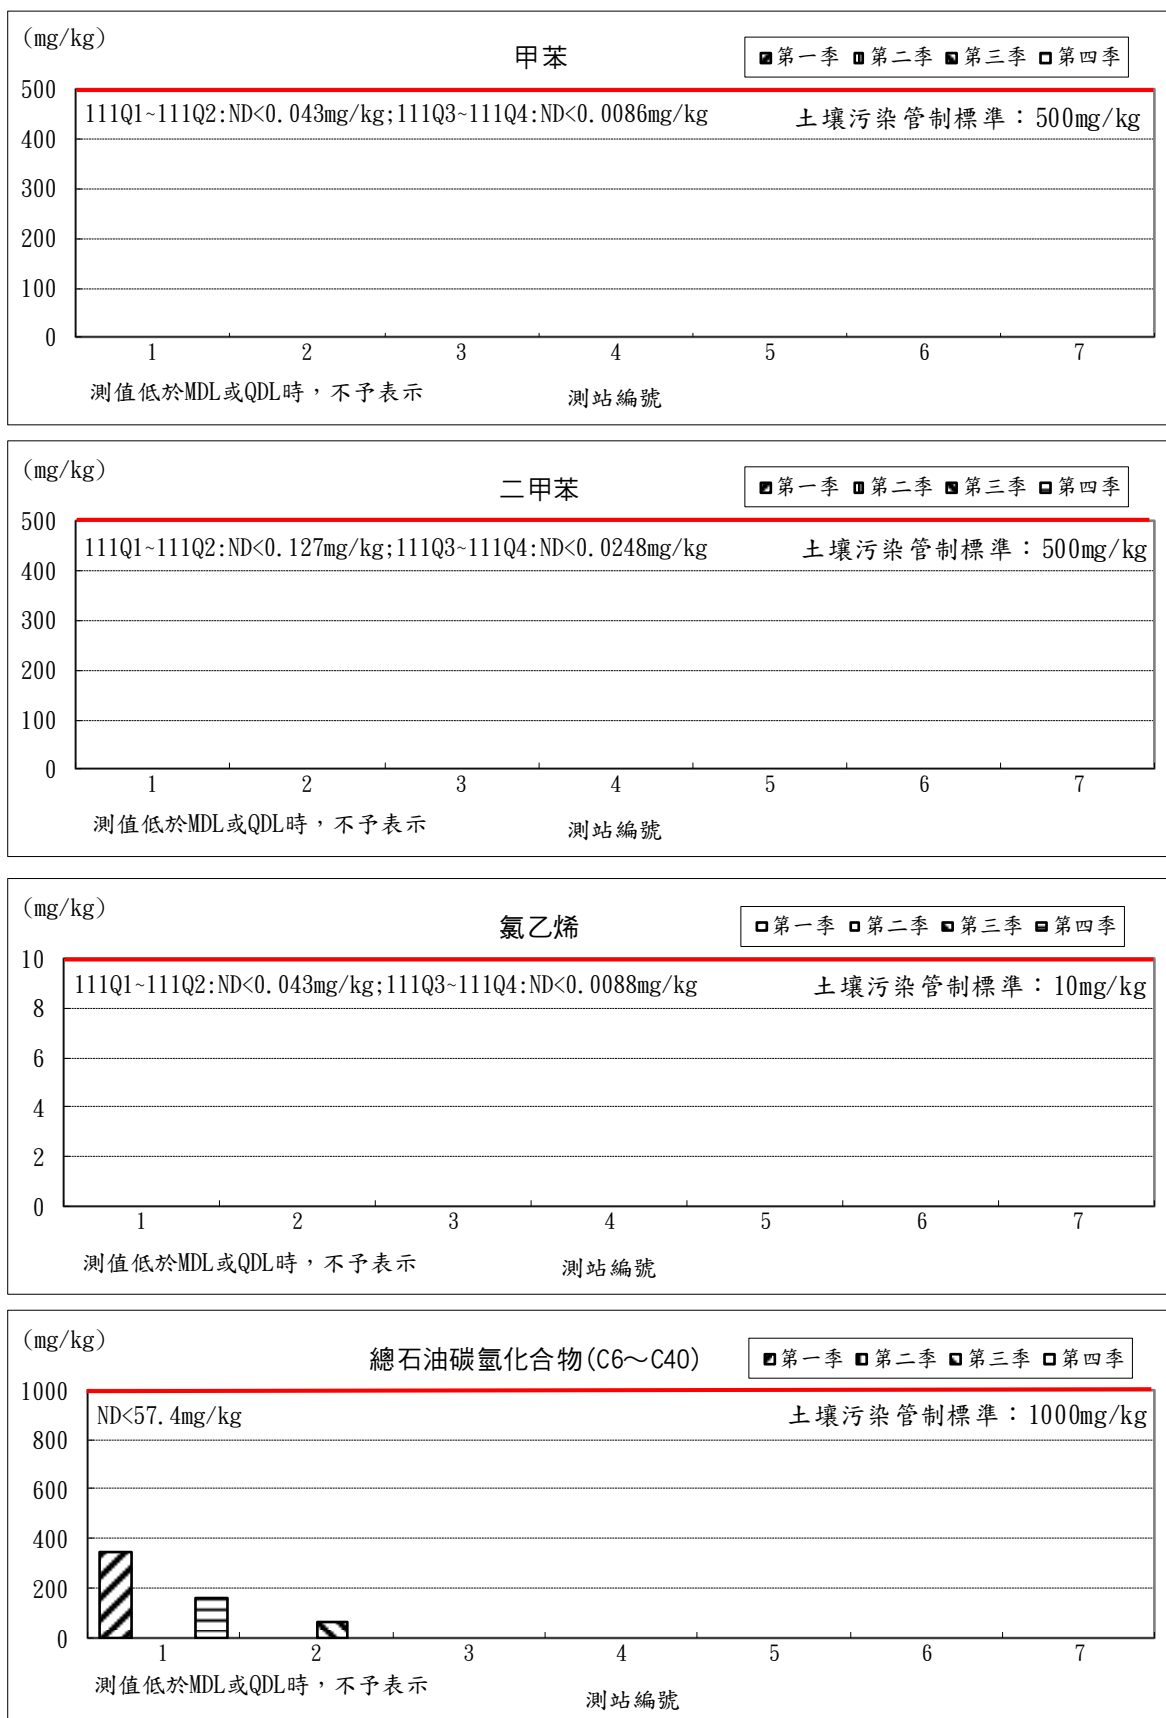 (mg/kg)
甲苯
第一季 第二季 第三季 第四季
500
111Q1~111Q2:ND<0.043mg/kg;111Q3~111Q4:ND<0.0086mg/kg 土壤污染管制標準：500mg/kg
400
300
200
100
0
1 2 3 4 5 6 7
測值低於MDL或QDL時，不予表示 測站編號
(mg/kg)
二甲苯
第一季 第二季 第三季 第四季
500
111Q1~111Q2:ND<0.127mg/kg;111Q3~111Q4:ND<0.0248mg/kg 土壤污染管制標準：500mg/kg
400
300
200
100
0
1 2 3 4 5 6 7
測值低於MDL或QDL時，不予表示 測站編號
(mg/kg)
氯乙烯
第一季 第二季 第三季 第四季
10
111Q1~111Q2:ND<0.043mg/kg;111Q3~111Q4:ND<0.0088mg/kg 土壤污染管制標準：10mg/kg
8
6
4
2
0
1 2 3 4 5 6 7
測值低於MDL或QDL時，不予表示 測站編號
(mg/kg)
總石油碳氫化合物(C6～C40)
第一季 第二季 第三季 第四季
1000
ND<57.4mg/kg 土壤污染管制標準：1000mg/kg
800
600
400
200
0
1 2 3 4 5 6 7
測值低於MDL或QDL時，不予表示 測站編號